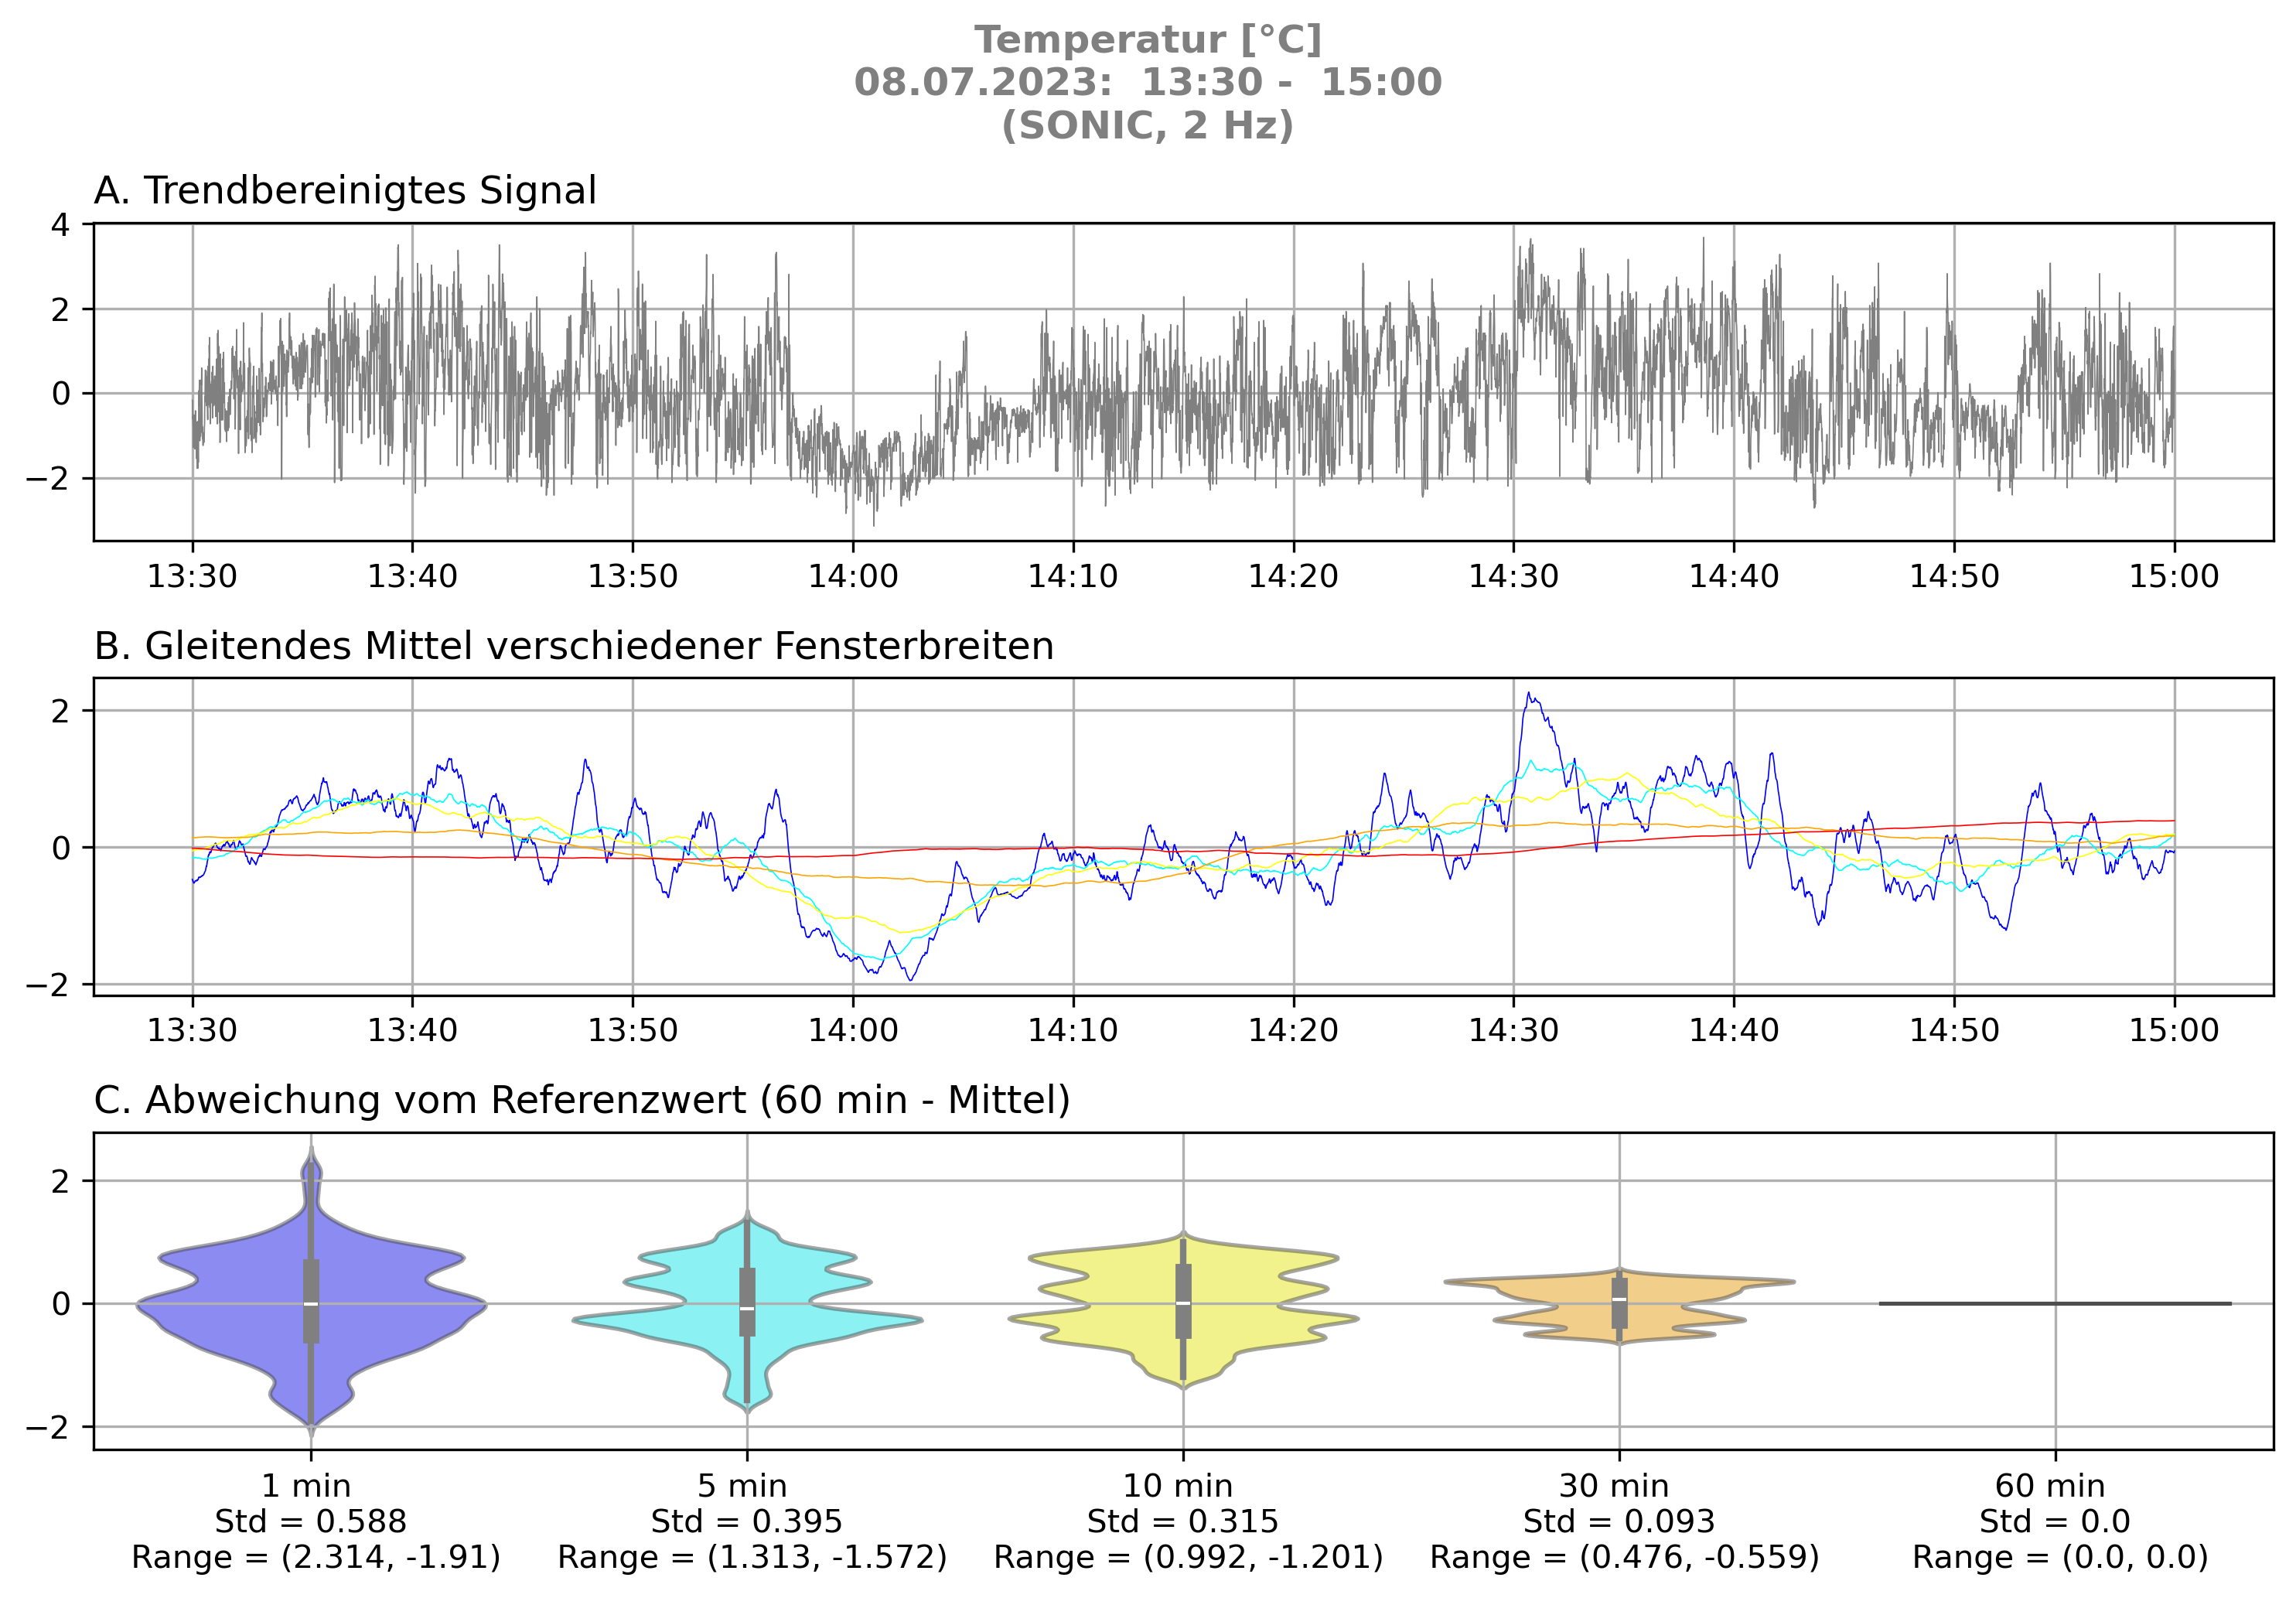 Temperatur [°C]
08.07.2023:  13:30 -  15:00
(SONIC, 2 Hz)
A. Trendbereinigtes Signal
4
2
0
−2
13:30 13:40 13:50 14:00 14:10 14:20 14:30 14:40 14:50 15:00
B. Gleitendes Mittel verschiedener Fensterbreiten
2
0
−2
13:30 13:40 13:50 14:00 14:10 14:20 14:30 14:40 14:50 15:00
C. Abweichung vom Referenzwert (60 min - Mittel)
2
0
−2
1 min 5 min 10 min 30 min 60 min
Std = 0.588 Std = 0.395 Std = 0.315 Std = 0.093 Std = 0.0
Range = (2.314, -1.91) Range = (1.313, -1.572) Range = (0.992, -1.201) Range = (0.476, -0.559) Range = (0.0, 0.0)